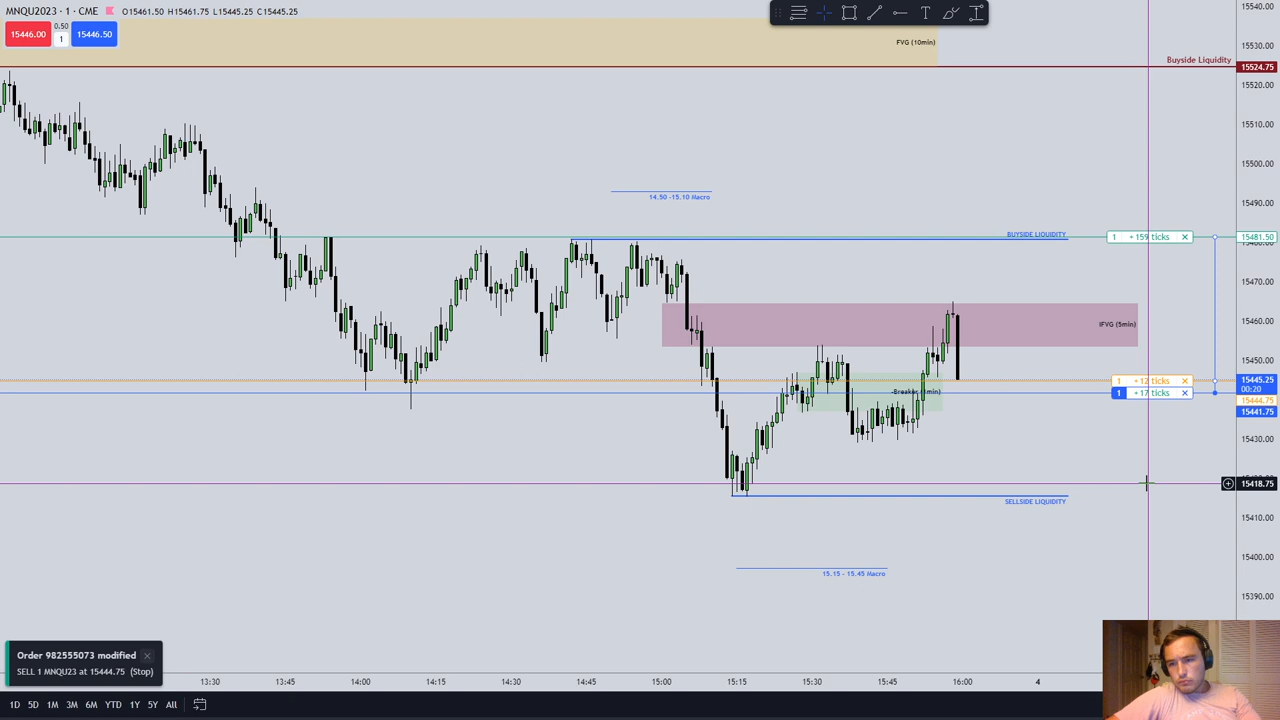 MNQU2023 · 1 · CME O15461.50 H15461.75 L15445.25 C15445.25
15446.00 0.50 1 15446.50
15540.00
FVG (10min)
15530.00
Buyside Liquidity 15524.75
15520.00
15510.00
15500.00
14.50 -15.10 Macro
15490.00
BUYSIDE LIQUIDITY 1 + 159 ticks 15481.50
15470.00
IFVG (5min)
15460.00
15450.00
1 + 12 ticks 15445.25
00:20
-Breaker (1min) 1 + 17 ticks
15444.75
15441.75
15430.00
15418.75
SELLSIDE LIQUIDITY
15410.00
15400.00
15.15 - 15.45 Macro
15390.00
Order 982555073 modified
SELL 1 MNQU23 at 15444.75 (Stop)
13:30 13:45 14:00 14:15 14:30 14:45 15:00 15:15 15:30 15:45 16:00 4
1D 5D 1M 3M 6M YTD 1Y 5Y All